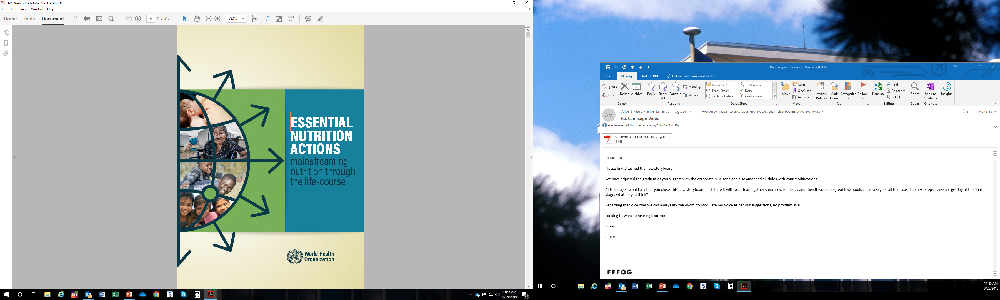 ENA_Web.pdf - Adobe Acrobat Pro DC
File Edit View Window Help
Home Tools Document A (1 of 210) 73.8%
ESSENTIAL
NUTRITION
ACTIONS
mainstreaming
nutrition through
the life-course
World Health
Organization
GSM 5
11:45 AM
9/25/2019
21
Re: Campaign Video - Message (HTML)
File Message ADOBE PDF Tell me what you want to do
Ignore
Junk
Delete
Archive
Delete
Reply
Reply All
Forward
Meeting
More
Respond
Move to: ?
To Manager
Team Email
Done
Reply & Delete
Create New
Quick Steps
Move
Rules
OneNote
Actions
Move
Assign Policy
Mark Unread
Categorize
Follow Up
Tags
Translate
Find
Related
Select
Editing
Zoom
Zoom
Send to OneNote
OneNote
Insights
AM
Albert Martí <albert.marti@fffog.com>
HAUGHTON, Pippa; ROGERS, Lisa; PEÑA-ROSAS, Juan Pablo; FLORES URRUTIA, Monica
1
Mon 3:58 PM
Re: Campaign Video
You forwarded this message on 9/23/2019 9:26 PM.
PDF
STORYBOARD_NUTRITION_v3.pdf
4 MB
Hi Monica,
Please find attached the new storyboard.
We have adjusted the gradient as you suggest with the corporate blue tone and also amended all slides with your modifications.
At this stage I would ask that you check this new storyboard and share it with your team, gather some new feedback and then it would be great if we could make a skype call to discuss the next steps as we are getting at the final
stage, what do you think?
Regarding the voice over we can always ask the Ayomi to modulate her voice as per our suggestions, no problem at all.
Looking forward to hearing from you,
Cheers
Albert
----------------------------------
FFFOG
GSM 5
11:45 AM
9/25/2019